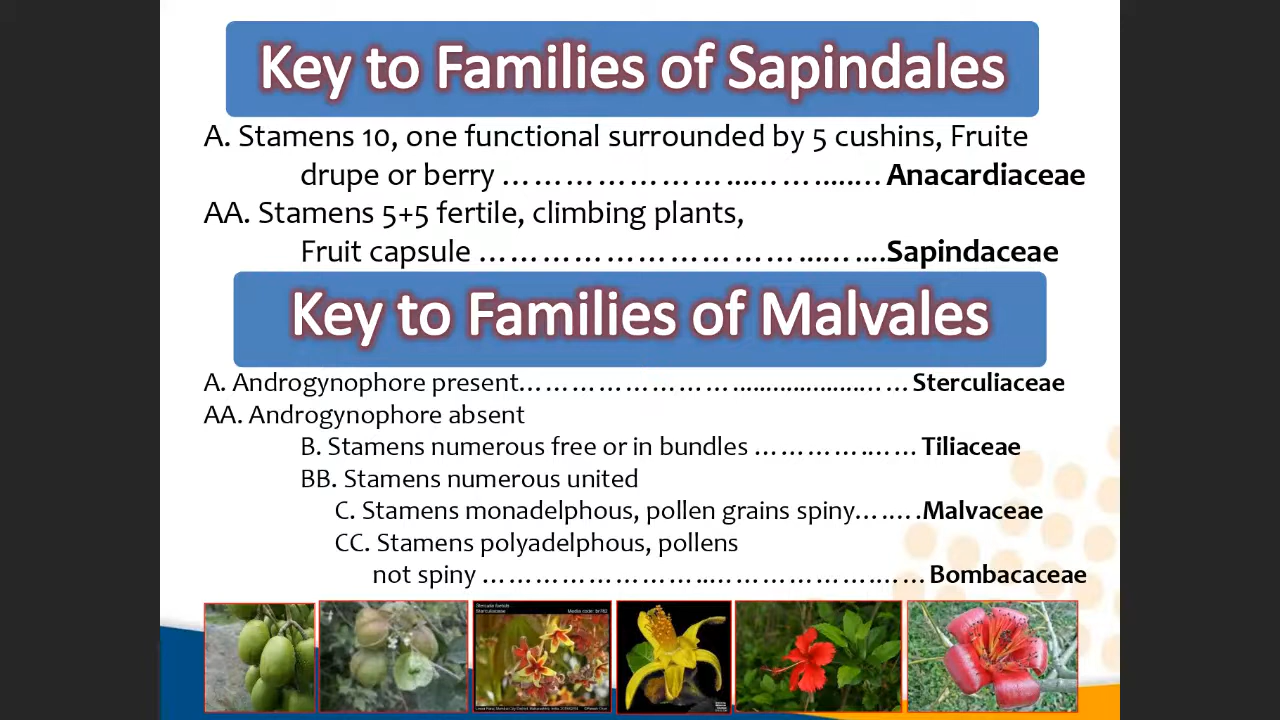 Key to Families of Sapindales
A. Stamens 10, one functional surrounded by 5 cushins, Fruite
drupe or berry ……………………...……......… Anacardiaceae
AA. Stamens 5+5 fertile, climbing plants,
Fruit capsule …………………………...…....Sapindaceae
Key to Families of Malvales
A. Androgynophore present……………………......................…… Sterculiaceae
AA. Androgynophore absent
B. Stamens numerous free or in bundles …………….…… Tiliaceae
BB. Stamens numerous united
C. Stamens monadelphous, pollen grains spiny….….Malvaceae
CC. Stamens polyadelphous, pollens
not spiny ……………………..……………….…… Bombacaceae